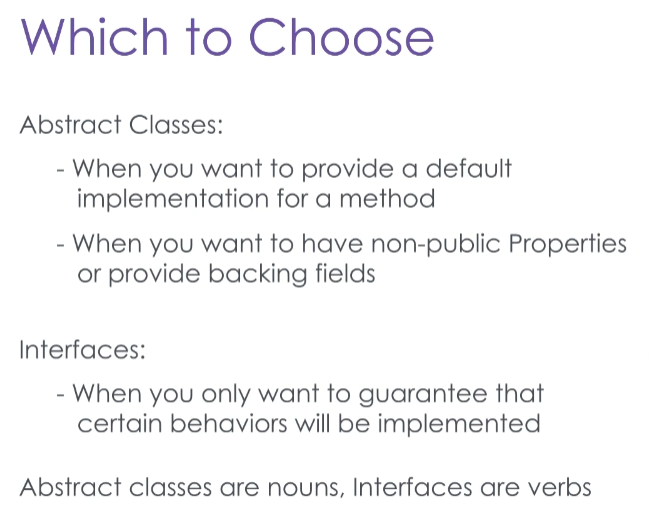 Which to Choose
Abstract Classes:
- When you want to provide a default
implementation for a method
- When you want to have non-public Properties
or provide backing fields
Interfaces:
- When you only want to guarantee that
certain behaviors will be implemented
Abstract classes are nouns, Interfaces are verbs